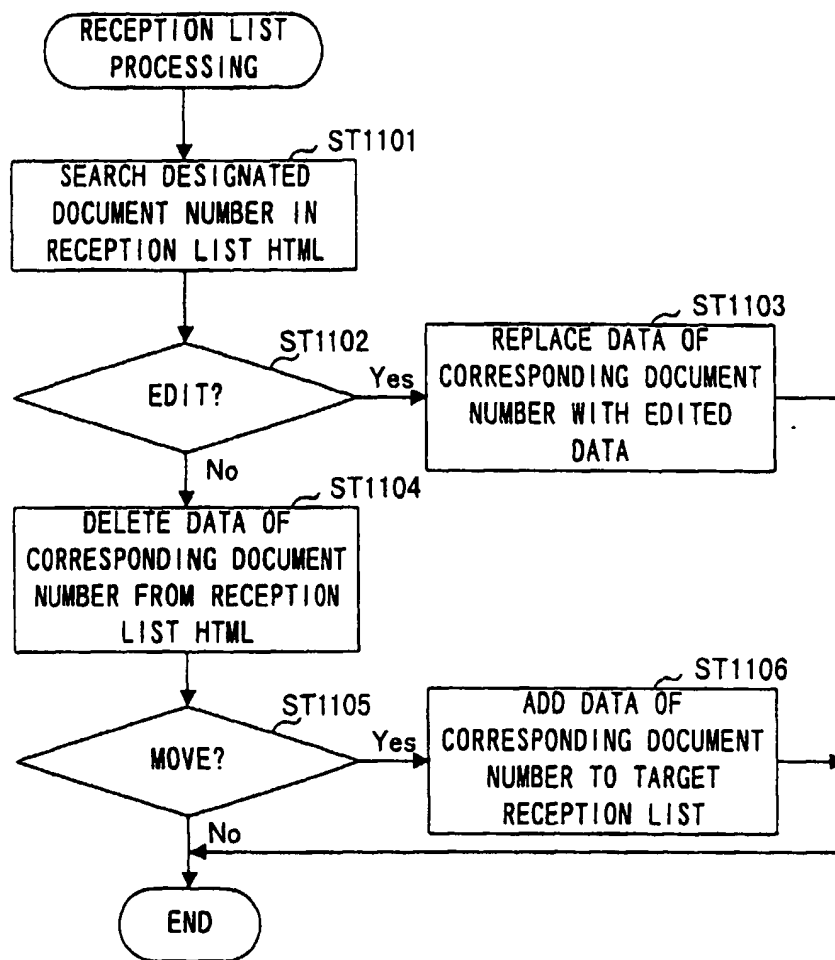 RECEPTION LIST
PROCESSING
ST1101
SEARCH DESIGNATED
DOCUMENT NUMBER IN
RECEPTION LIST HTML
ST1102
EDIT?
Yes
No
ST1103
REPLACE DATA OF
CORRESPONDING DOCUMENT
NUMBER WITH EDITED
DATA
ST1104
DELETE DATA OF
CORRESPONDING DOCUMENT
NUMBER FROM RECEPTION
LIST HTML
ST1105
MOVE?
Yes
No
ST1106
ADD DATA OF
CORRESPONDING DOCUMENT
NUMBER TO TARGET
RECEPTION LIST
END